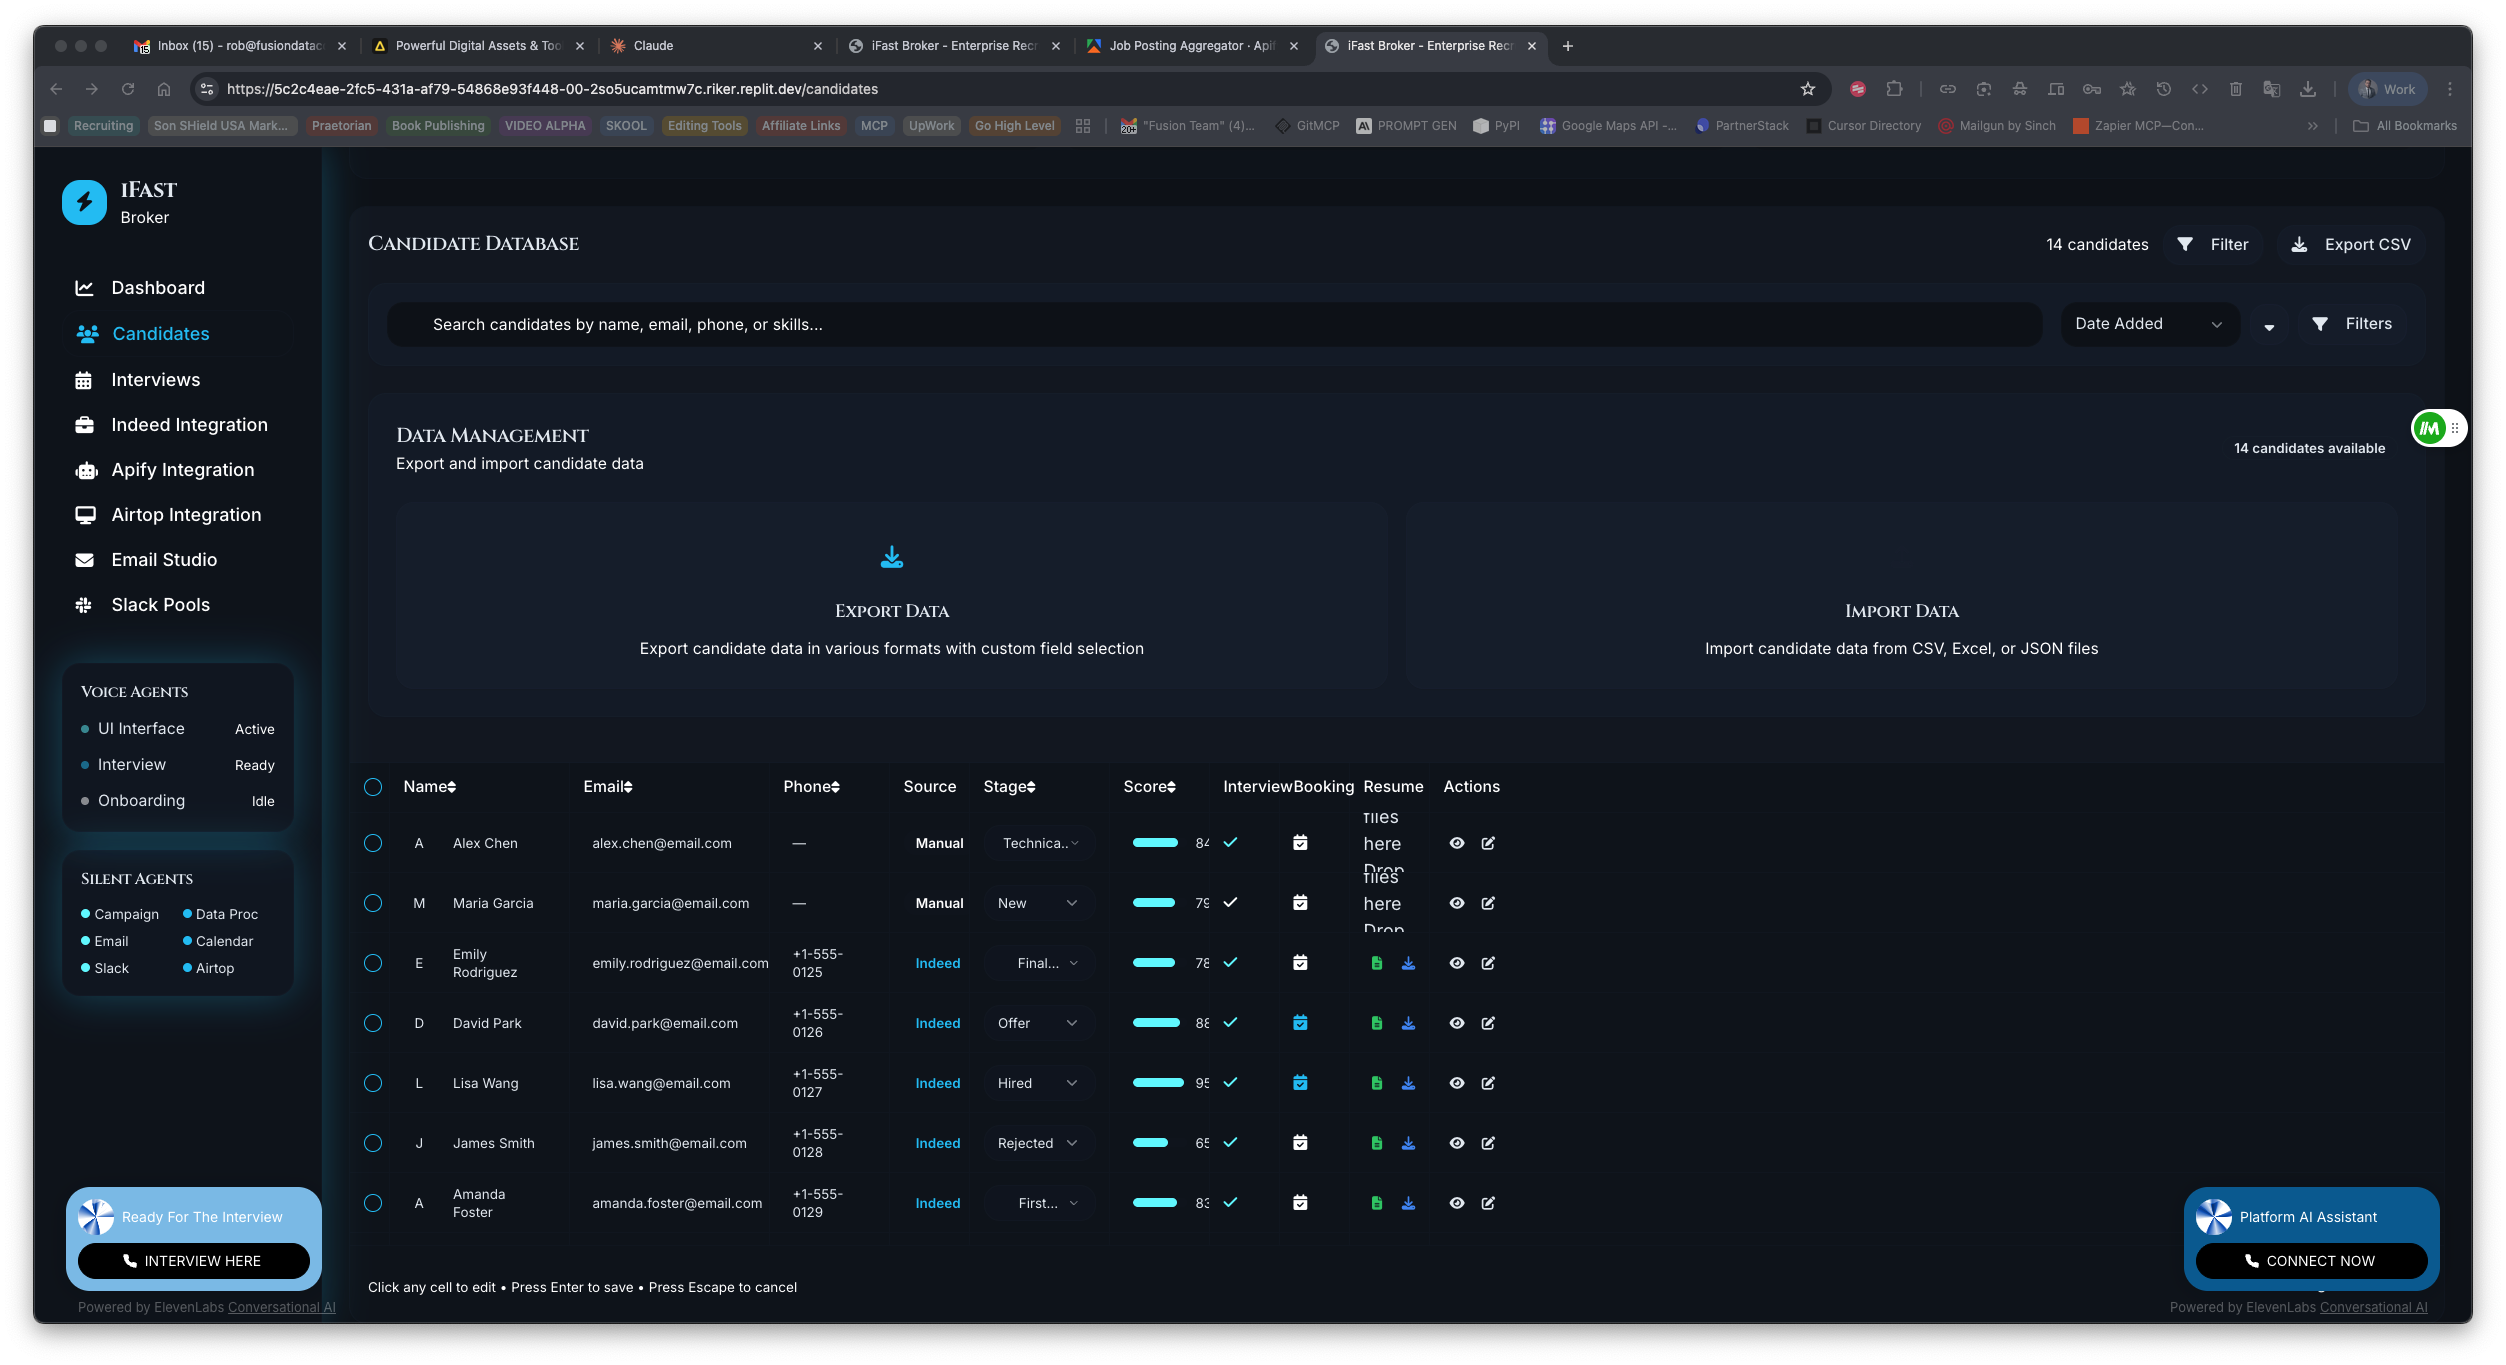 Inbox (15) - rob@fusiondatac
Powerful Digital Assets & Too
Claude
iFast Broker - Enterprise Recr
Job Posting Aggregator · Apif
iFast Broker - Enterprise Recr
https://5c2c4eae-2fc5-431a-af79-54868e93f448-00-2so5ucamtmw7c.riker.replit.dev/candidates
Work
Recruiting
Son SHield USA Mark...
Praetorian
Book Publishing
VIDEO ALPHA
SKOOL
Editing Tools
Affiliate Links
MCP
UpWork
Go High Level
"Fusion Team" (4)...
GitMCP
PROMPT GEN
PyPI
Google Maps API -...
PartnerStack
Cursor Directory
Mailgun by Sinch
Zapier MCP—Con...
All Bookmarks
iFast
Broker
Dashboard
Candidates
Interviews
Indeed Integration
Apify Integration
Airtop Integration
Email Studio
Slack Pools
Voice Agents
UI Interface Active
Interview Ready
Onboarding Idle
Silent Agents
Campaign Data Proc
Email Calendar
Slack Airtop
Ready For The Interview
INTERVIEW HERE
Powered by ElevenLabs Conversational AI
Candidate Database
14 candidates
Filter
Export CSV
Search candidates by name, email, phone, or skills...
Date Added
Filters
Data Management
Export and import candidate data
14 candidates available
Export Data
Export candidate data in various formats with custom field selection
Import Data
Import candidate data from CSV, Excel, or JSON files
Name Email Phone Source Stage Score Interview Booking Resume Actions
A Alex Chen alex.chen@email.com — Manual Technica.. 84 files here Drop
M Maria Garcia maria.garcia@email.com — Manual New 79 files here Drop
E Emily Rodriguez emily.rodriguez@email.com +1-555-0125 Indeed Final... 78
D David Park david.park@email.com +1-555-0126 Indeed Offer 88
L Lisa Wang lisa.wang@email.com +1-555-0127 Indeed Hired 95
J James Smith james.smith@email.com +1-555-0128 Indeed Rejected 65
A Amanda Foster amanda.foster@email.com +1-555-0129 Indeed First... 83
Click any cell to edit • Press Enter to save • Press Escape to cancel
Platform AI Assistant
CONNECT NOW
Powered by ElevenLabs Conversational AI